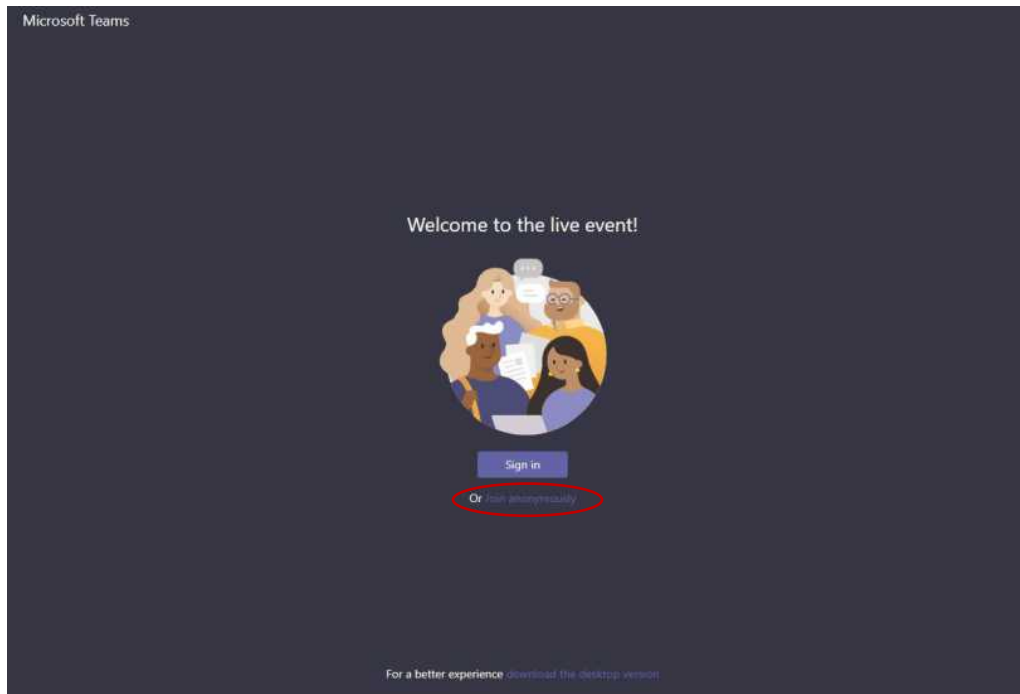 Microsoft Teams
Welcome to the live event!
Sign in
Or Join anonymously
For a better experience download the desktop version